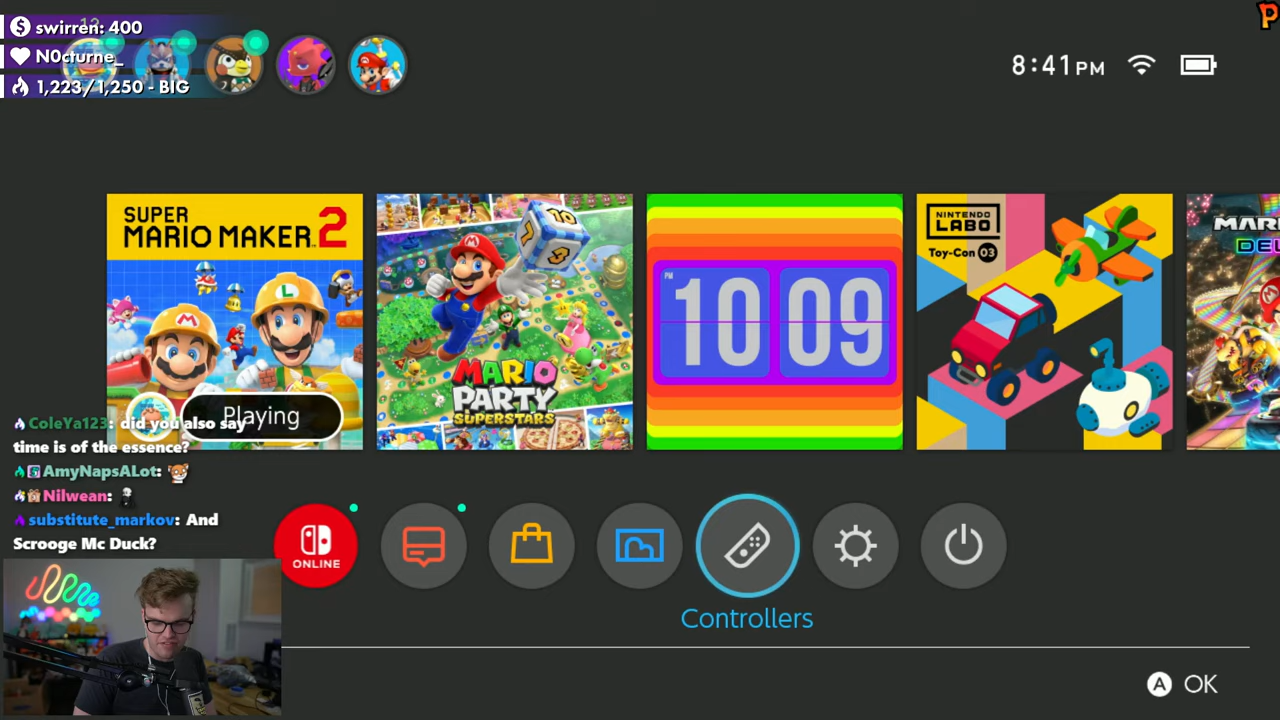 swirren: 400
N0cturne_
1,223/1,250 - BIG
8:41PM
P
SUPER
MARIO MAKER 2
Playing
MARIO
PARTY
SUPERSTARS
PM
10 09
NINTENDO
LABO
Toy-Con 03
ColeYa123: did you also say
time is of the essence?
AmyNapsALot:
Nilwean:
substitute_markov: And
Scrooge Mc Duck?
ONLINE
Controllers
A OK